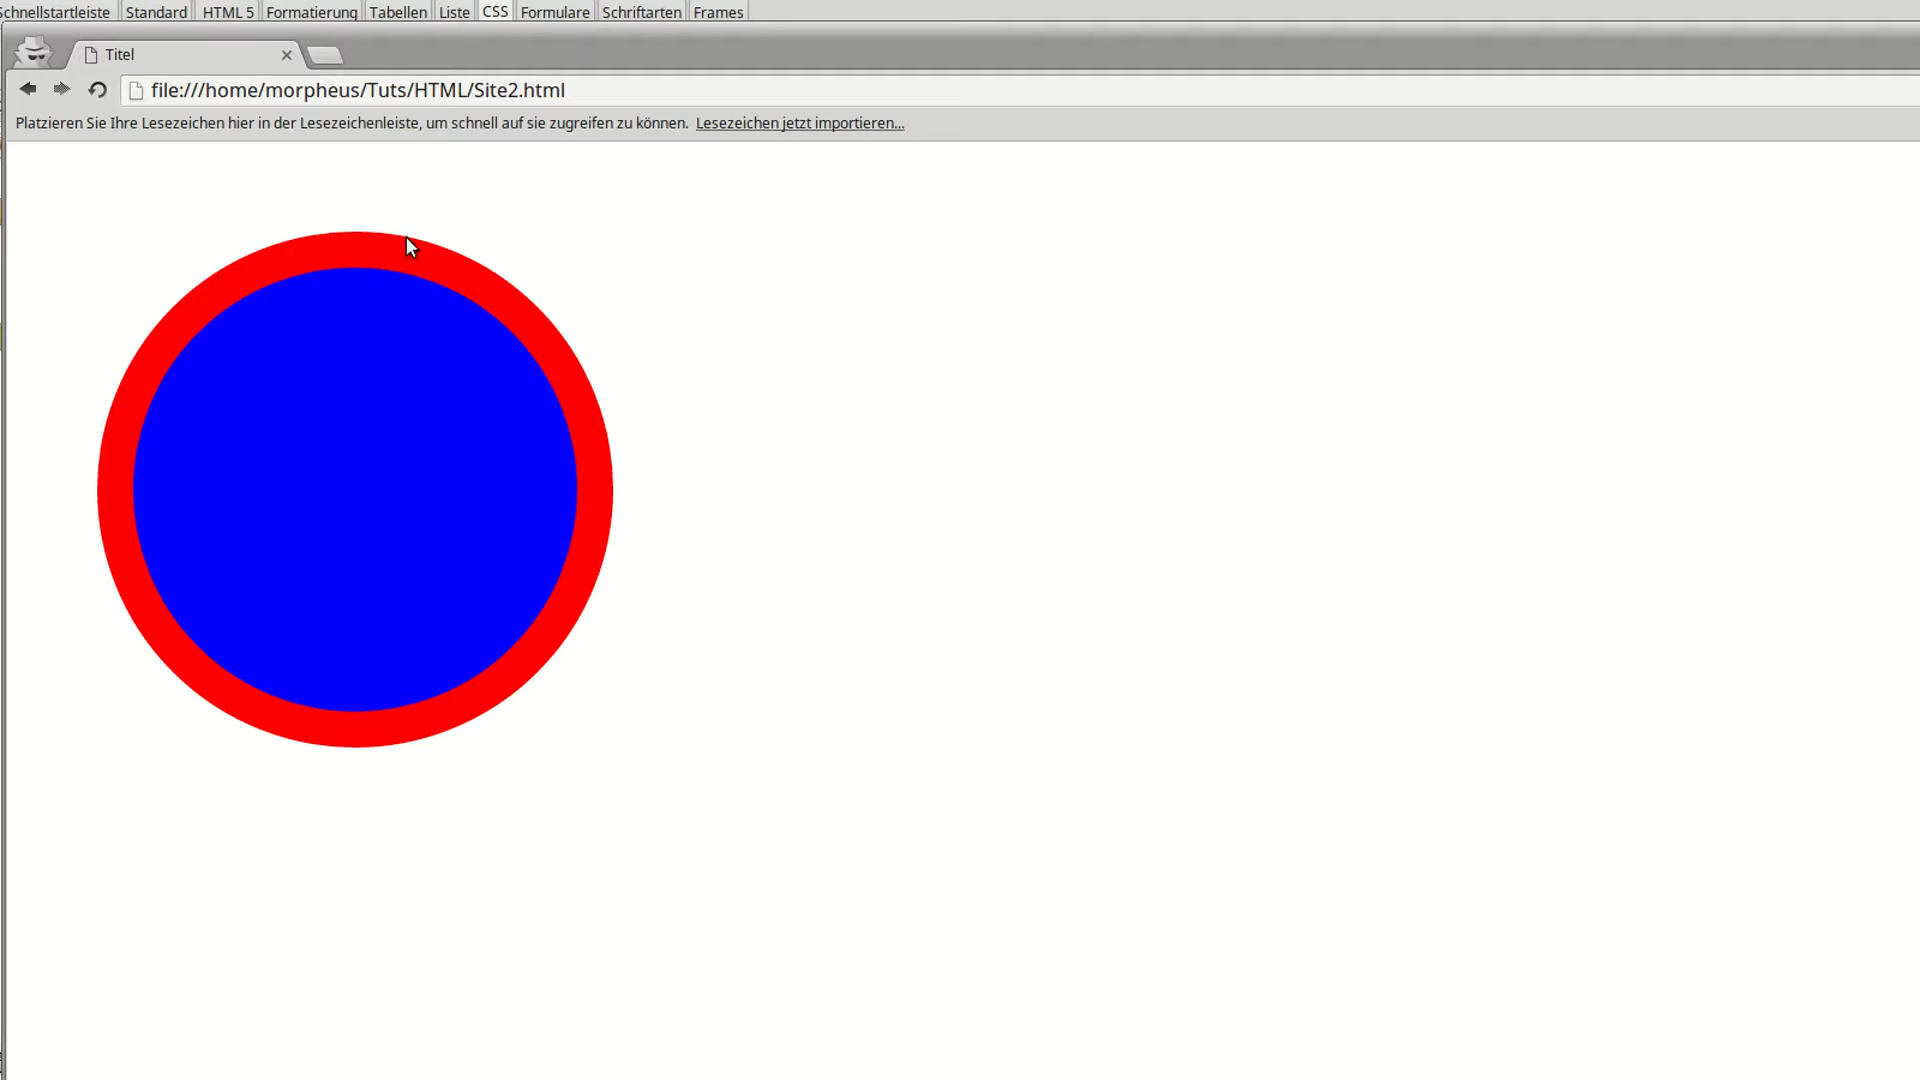 Schnellstartleiste Standard HTML 5 Formatierung Tabellen Liste CSS Formulare Schriftarten Frames
Titel
file:///home/morpheus/Tuts/HTML/Site2.html
Platzieren Sie Ihre Lesezeichen hier in der Lesezeichenleiste, um schnell auf sie zugreifen zu können. Lesezeichen jetzt importieren...